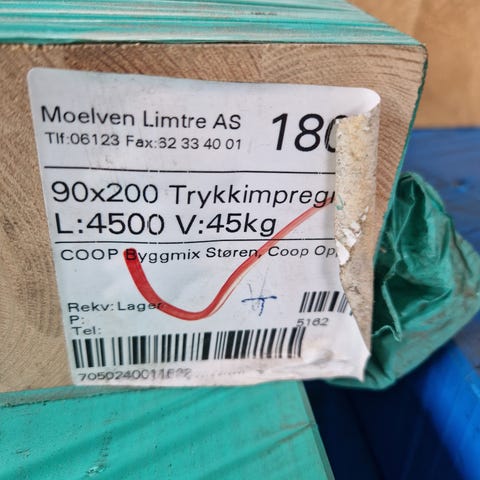 Moelven Limtre AS
Tlf:06123 Fax:62 33 40 01
180
90x200 Trykkimpregi
L:4500 V:45kg
COOP Byggmix Støren, Coop Op
Rekv: Lager
P:
Tel:
5162